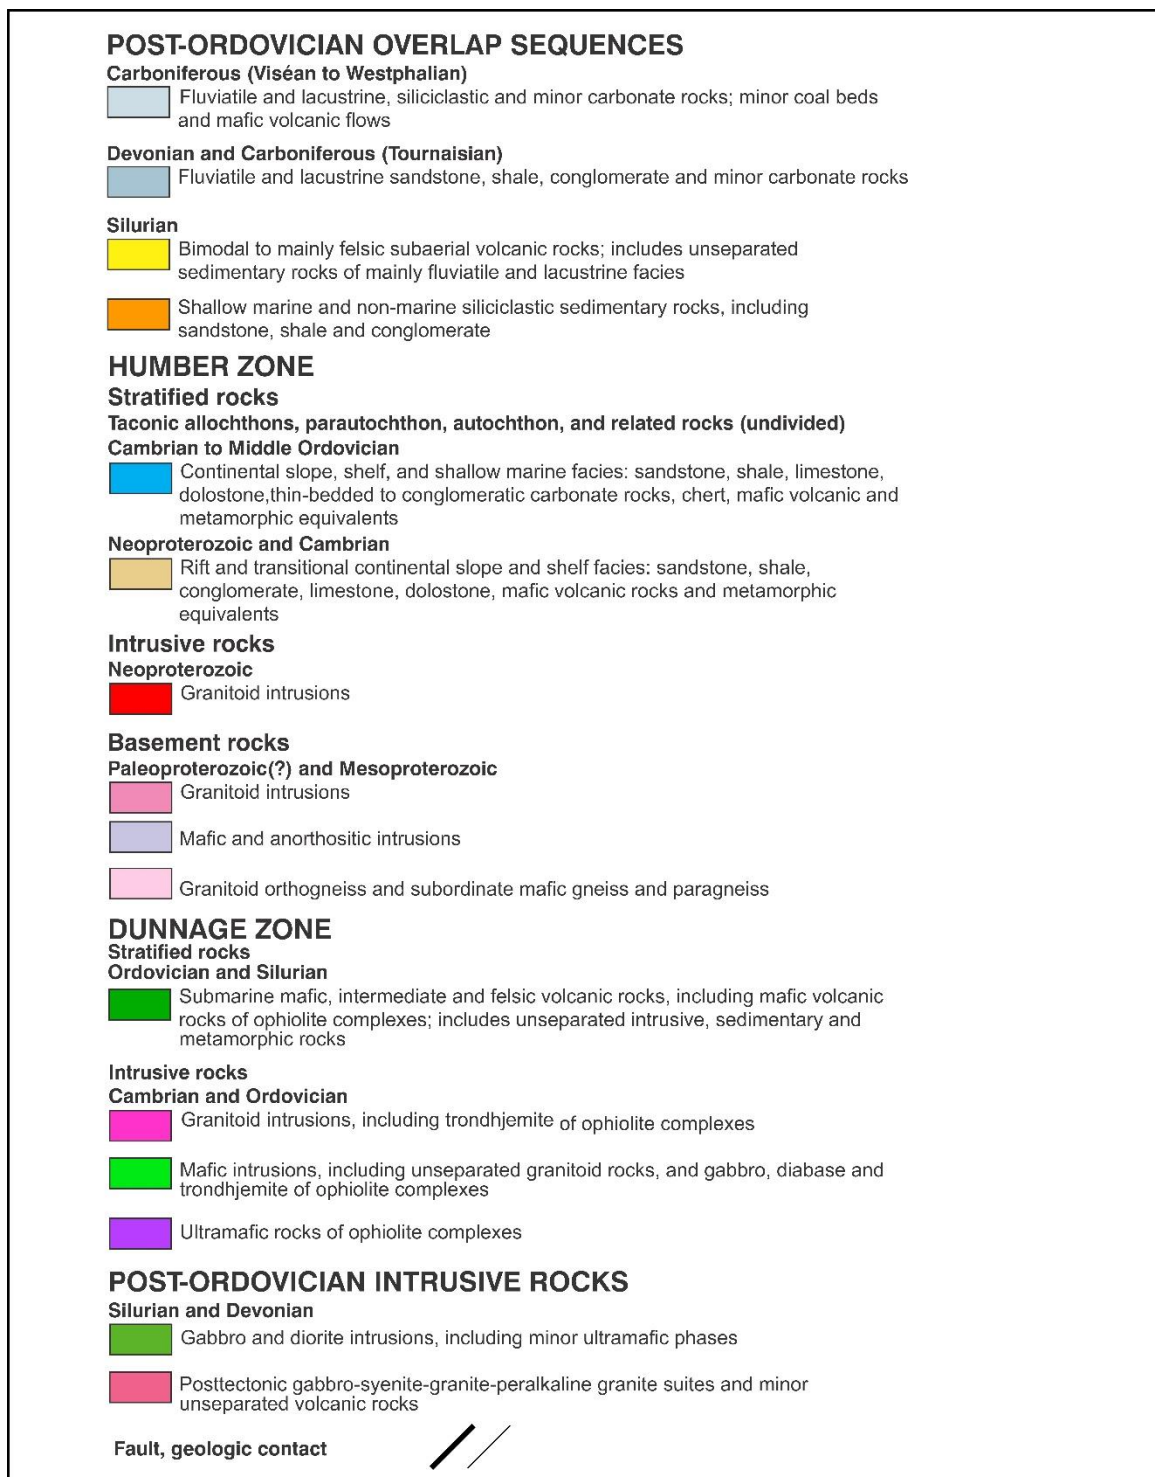 POST-ORDOVICIAN OVERLAP SEQUENCES
Carboniferous (Viséan to Westphalian)
Fluviatile and lacustrine, siliciclastic and minor carbonate rocks; minor coal beds
and mafic volcanic flows
Devonian and Carboniferous (Tournaisian)
Fluviatile and lacustrine sandstone, shale, conglomerate and minor carbonate rocks
Silurian
Bimodal to mainly felsic subaerial volcanic rocks; includes unseparated
sedimentary rocks of mainly fluviatile and lacustrine facies
Shallow marine and non-marine siliciclastic sedimentary rocks, including
sandstone, shale and conglomerate
HUMBER ZONE
Stratified rocks
Taconic allochthons, parautochthon, autochthon, and related rocks (undivided)
Cambrian to Middle Ordovician
Continental slope, shelf, and shallow marine facies: sandstone, shale, limestone,
dolostone,thin-bedded to conglomeratic carbonate rocks, chert, mafic volcanic and
metamorphic equivalents
Neoproterozoic and Cambrian
Rift and transitional continental slope and shelf facies: sandstone, shale,
conglomerate, limestone, dolostone, mafic volcanic rocks and metamorphic
equivalents
Intrusive rocks
Neoproterozoic
Granitoid intrusions
Basement rocks
Paleoproterozoic(?) and Mesoproterozoic
Granitoid intrusions
Mafic and anorthositic intrusions
Granitoid orthogneiss and subordinate mafic gneiss and paragneiss
DUNNAGE ZONE
Stratified rocks
Ordovician and Silurian
Submarine mafic, intermediate and felsic volcanic rocks, including mafic volcanic
rocks of ophiolite complexes; includes unseparated intrusive, sedimentary and
metamorphic rocks
Intrusive rocks
Cambrian and Ordovician
Granitoid intrusions, including trondhjemite of ophiolite complexes
Mafic intrusions, including unseparated granitoid rocks, and gabbro, diabase and
trondhjemite of ophiolite complexes
Ultramafic rocks of ophiolite complexes
POST-ORDOVICIAN INTRUSIVE ROCKS
Silurian and Devonian
Gabbro and diorite intrusions, including minor ultramafic phases
Posttectonic gabbro-syenite-granite-peralkaline granite suites and minor
unseparated volcanic rocks
Fault, geologic contact